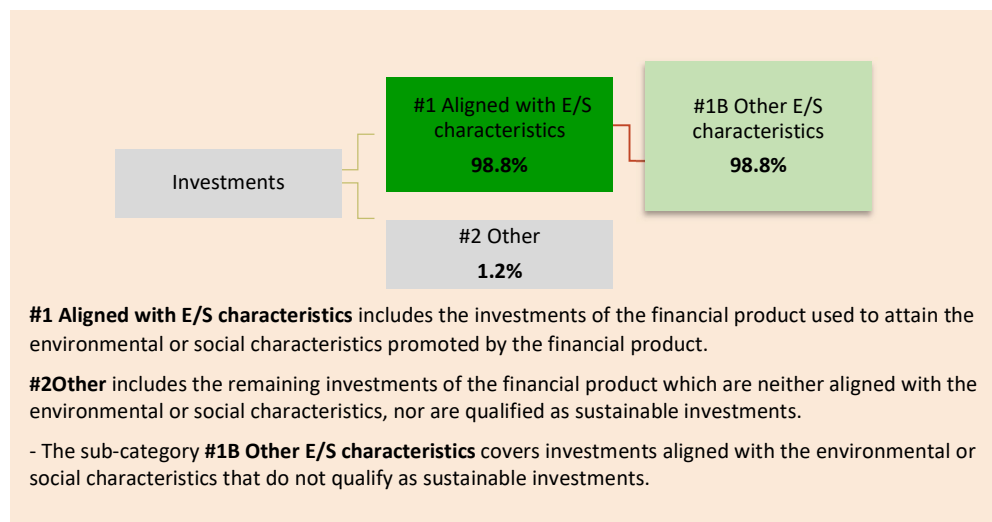 #1 Aligned with E/S
characteristics
98.8%
#1B Other E/S
characteristics
98.8%
Investments
#2 Other
1.2%
#1 Aligned with E/S characteristics includes the investments of the financial product used to attain the
environmental or social characteristics promoted by the financial product.
#2Other includes the remaining investments of the financial product which are neither aligned with the
environmental or social characteristics, nor are qualified as sustainable investments.
- The sub-category #1B Other E/S characteristics covers investments aligned with the environmental or
social characteristics that do not qualify as sustainable investments.